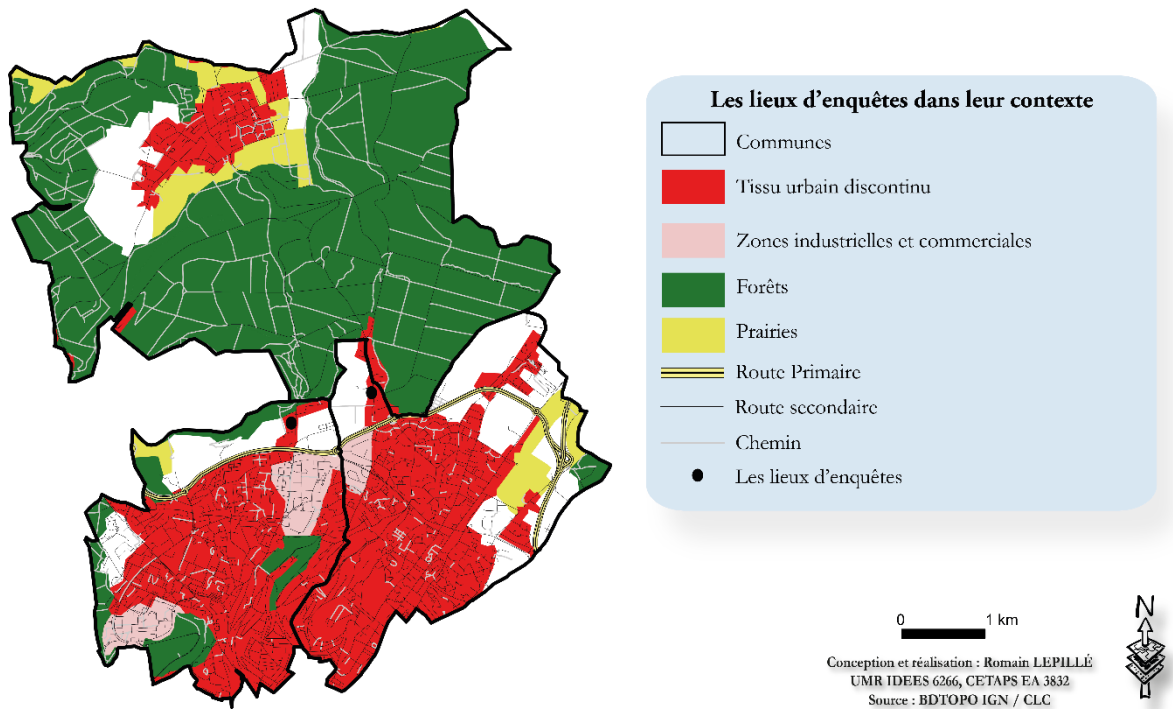 Les lieux d'enquêtes dans leur contexte
Communes
Tissu urbain discontinu
Zones industrielles et commerciales
Forêts
Prairies
Route Primaire
Route secondaire
Chemin
Les lieux d'enquêtes
0 1 km
N
Conception et réalisation : Romain LEPILLÉ
UMR IDEES 6266, CETAPS EA 3832
Source : BDTOPO IGN / CLC